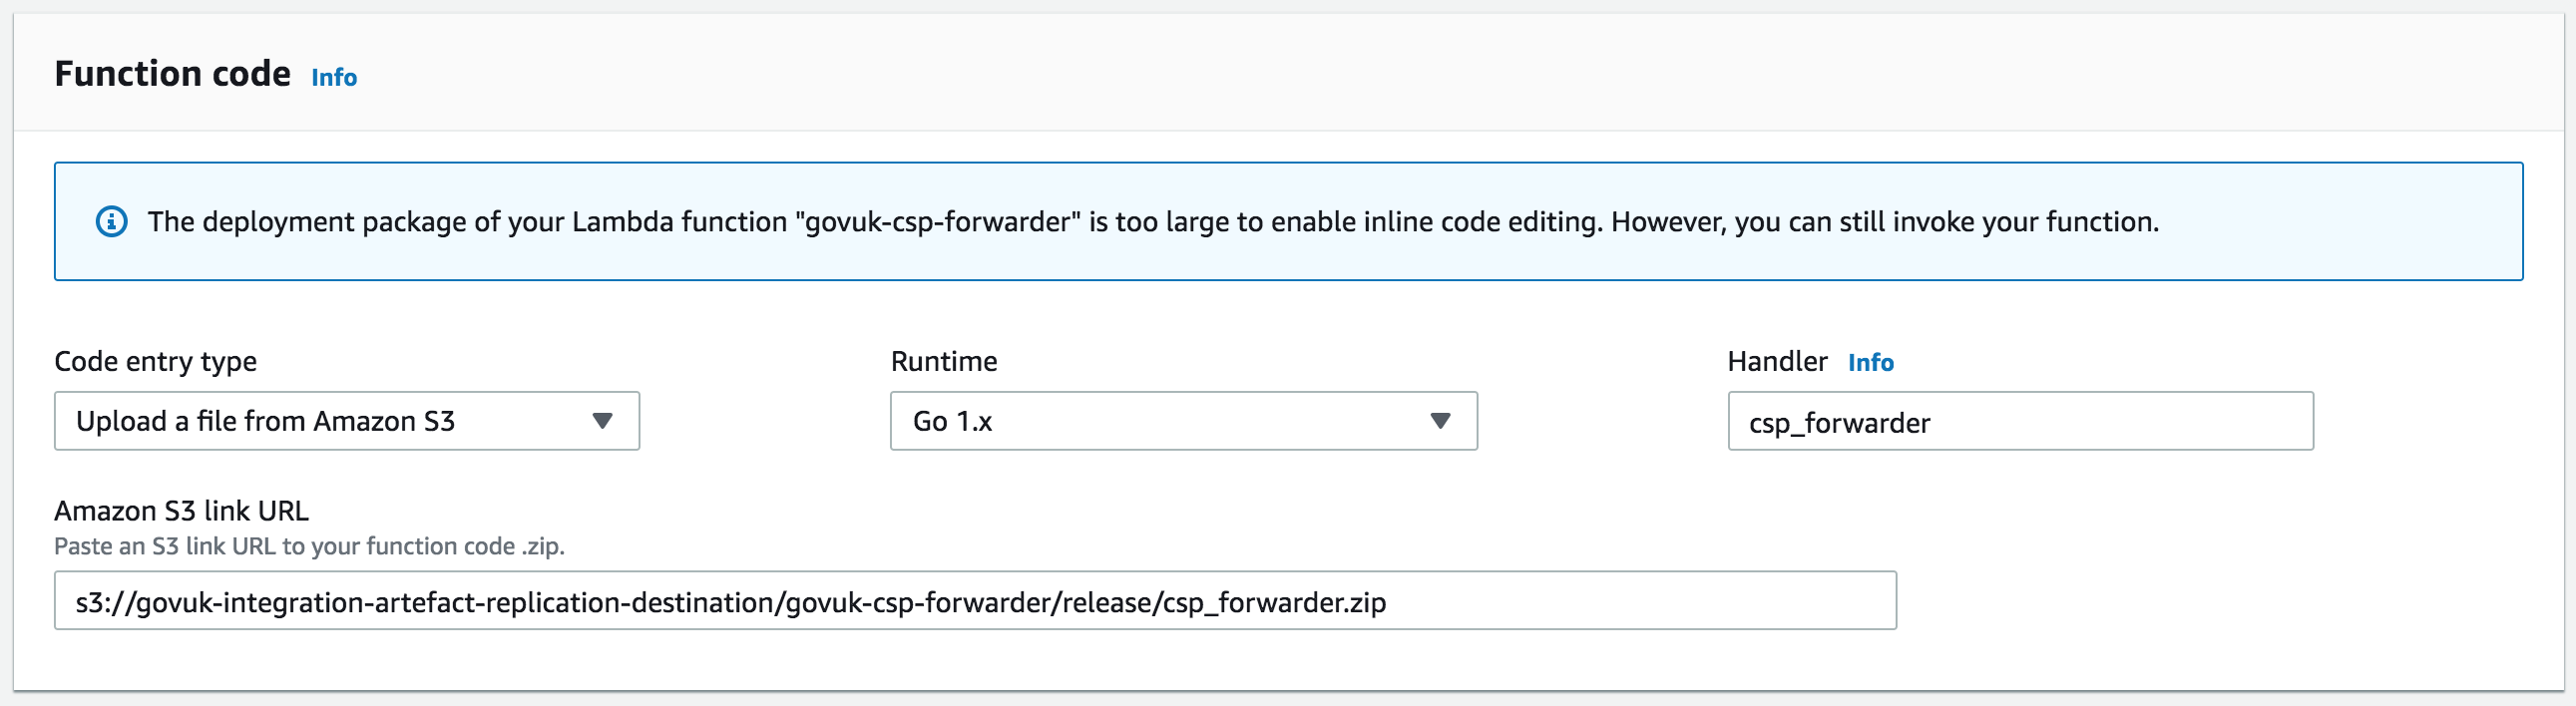 Function code Info
The deployment package of your Lambda function "govuk-csp-forwarder" is too large to enable inline code editing. However, you can still invoke your function.
Code entry type
Upload a file from Amazon S3
Runtime
Go 1.x
Handler Info
csp_forwarder
Amazon S3 link URL
Paste an S3 link URL to your function code .zip.
s3://govuk-integration-artefact-replication-destination/govuk-csp-forwarder/release/csp_forwarder.zip